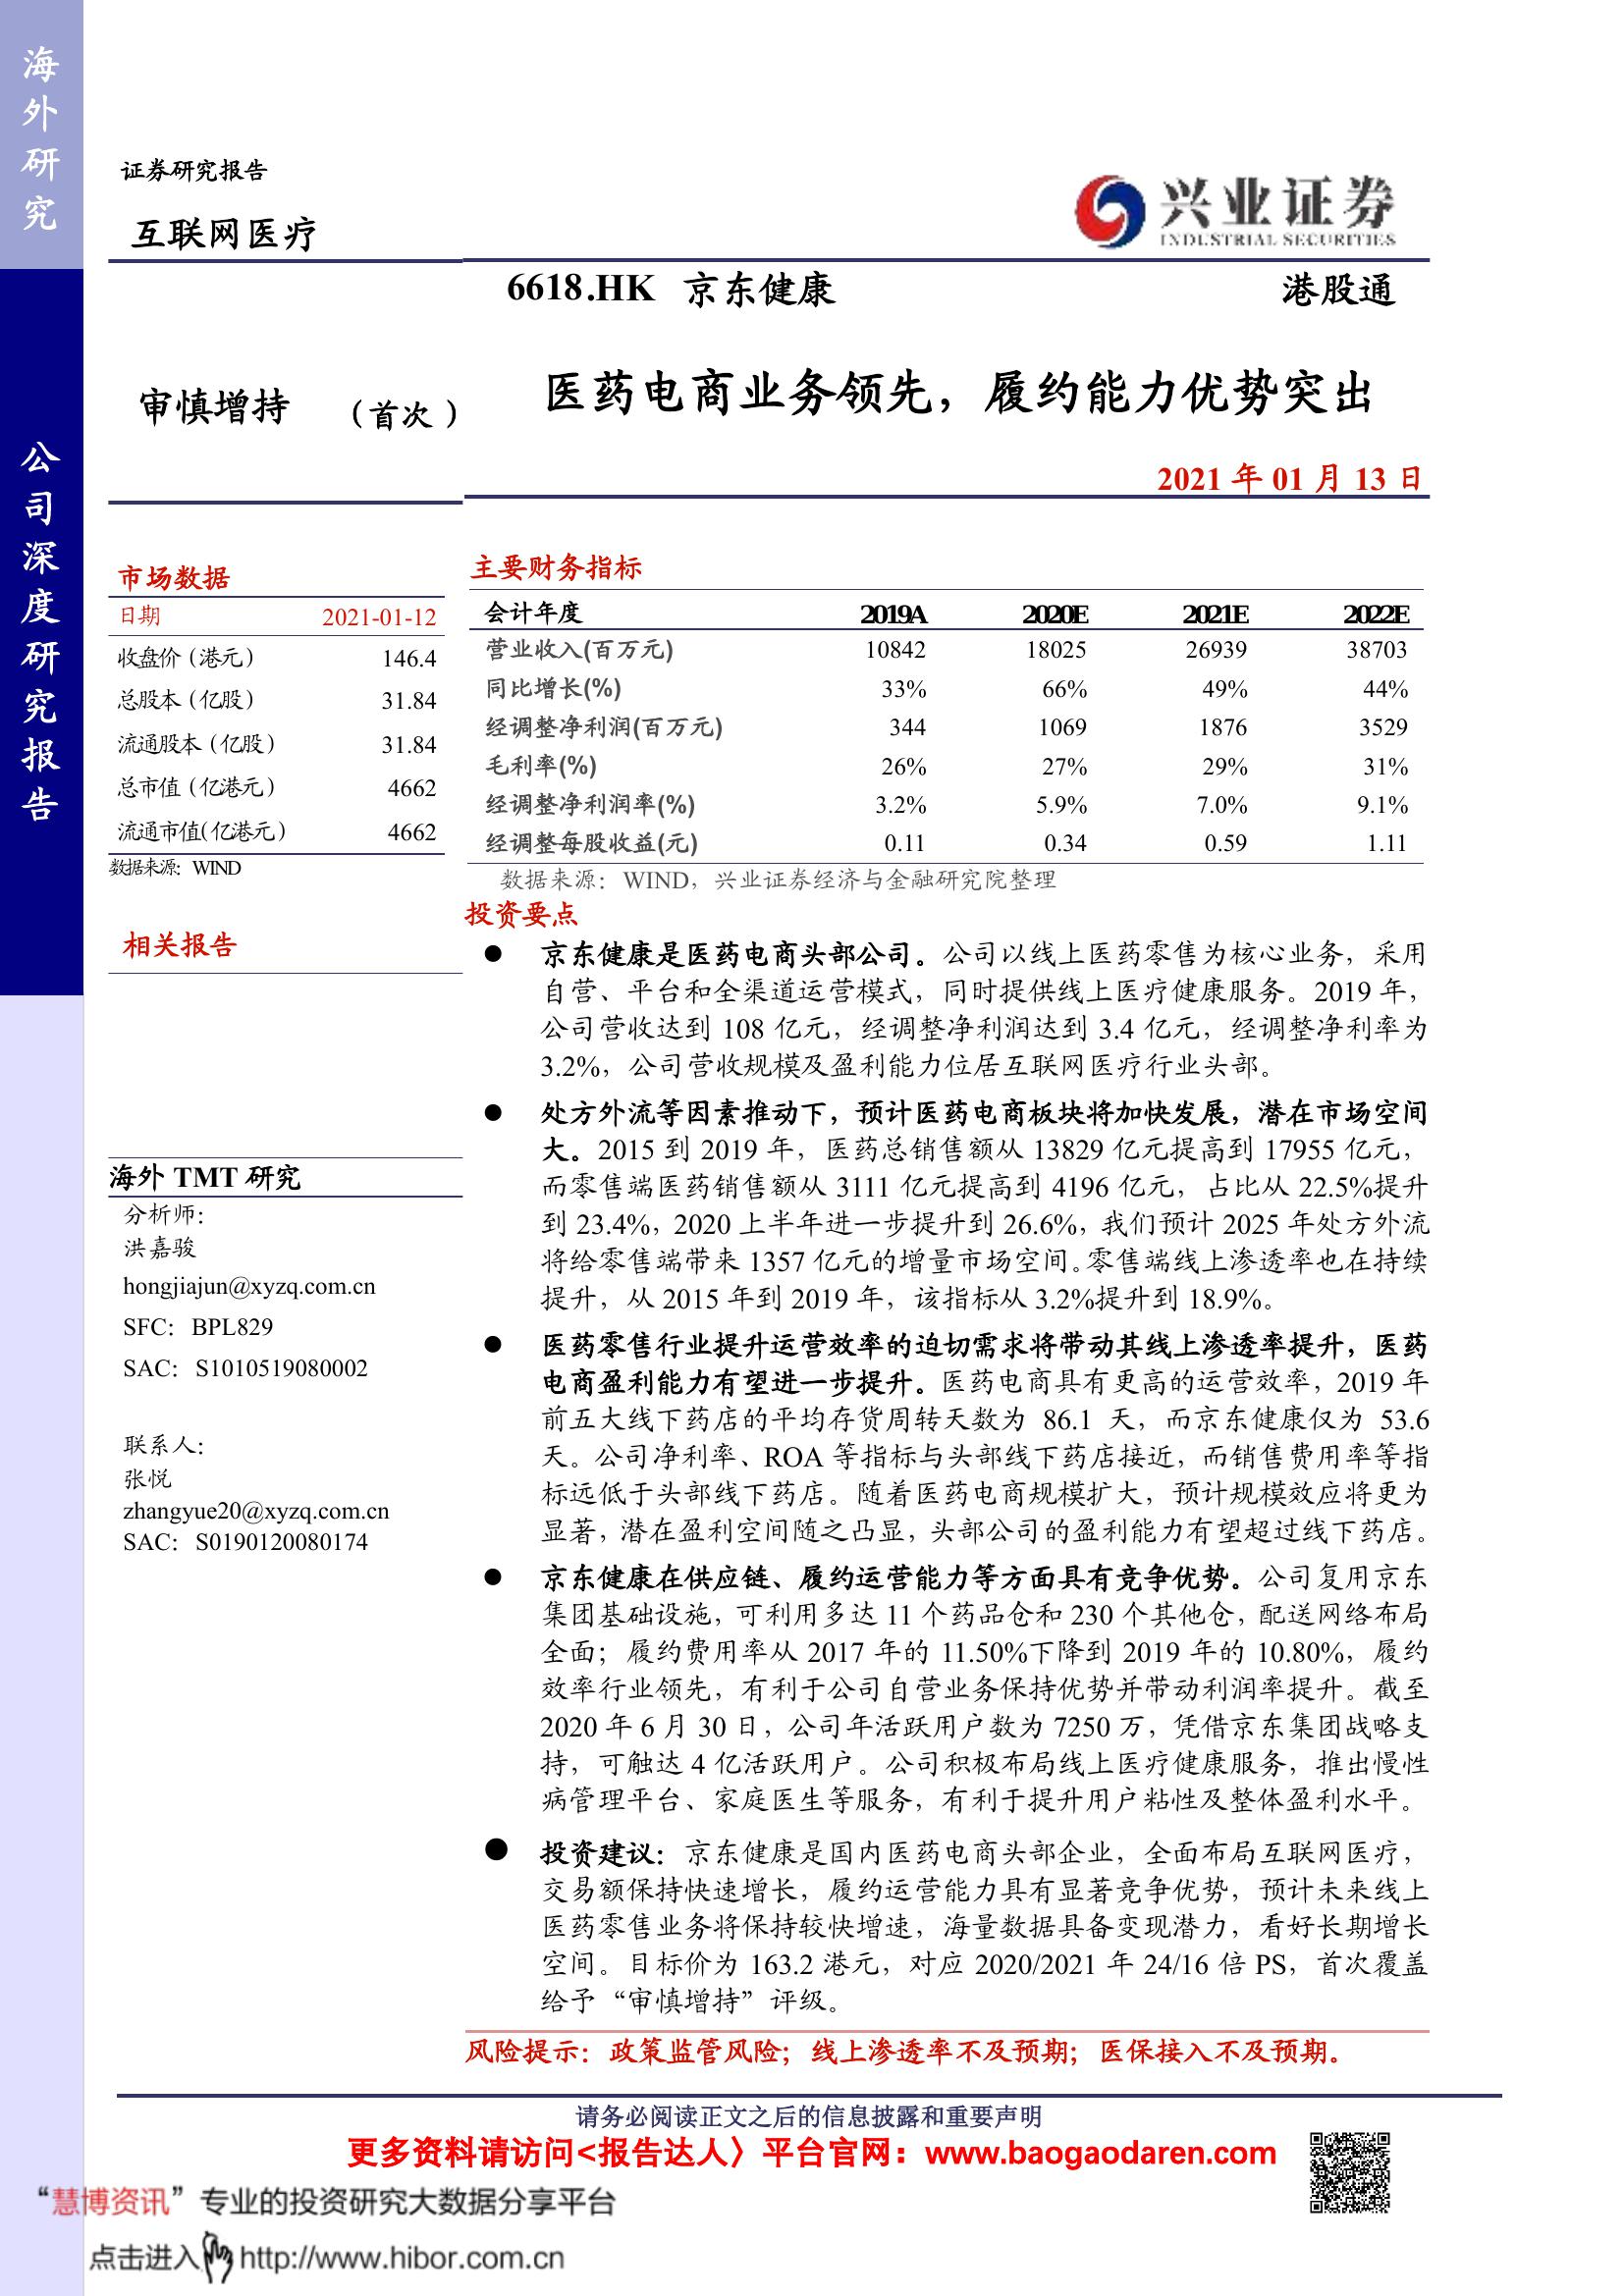 海外研究
公司深度研究报告
证券研究报告
互联网医疗
兴业证券
INDUSTRIAL SECURITIES
6618.HK 京东健康
港股通
审慎增持 （首次）
医药电商业务领先，履约能力优势突出
2021 年 01 月 13 日
市场数据
日期 2021-01-12
收盘价（港元） 146.4
总股本（亿股） 31.84
流通股本（亿股） 31.84
总市值（亿港元） 4662
流通市值(亿港元） 4662
数据来源：WIND
相关报告
海外 TMT 研究
分析师：
洪嘉骏
hongjiajun@xyzq.com.cn
SFC：BPL829
SAC：S1010519080002
联系人：
张悦
zhangyue20@xyzq.com.cn
SAC：S0190120080174
主要财务指标
会计年度 2019A 2020E 2021E 2022E
营业收入(百万元) 10842 18025 26939 38703
同比增长(%) 33% 66% 49% 44%
经调整净利润(百万元) 344 1069 1876 3529
毛利率(%) 26% 27% 29% 31%
经调整净利润率(%) 3.2% 5.9% 7.0% 9.1%
经调整每股收益(元) 0.11 0.34 0.59 1.11
数据来源：WIND，兴业证券经济与金融研究院整理
投资要点
● 京东健康是医药电商头部公司。公司以线上医药零售为核心业务，采用
自营、平台和全渠道运营模式，同时提供线上医疗健康服务。2019 年，
公司营收达到 108 亿元，经调整净利润达到 3.4 亿元，经调整净利率为
3.2%，公司营收规模及盈利能力位居互联网医疗行业头部。
● 处方外流等因素推动下，预计医药电商板块将加快发展，潜在市场空间
大。2015 到 2019 年，医药总销售额从 13829 亿元提高到 17955 亿元，
而零售端医药销售额从 3111 亿元提高到 4196 亿元，占比从 22.5%提升
到 23.4%，2020 上半年进一步提升到 26.6%，我们预计 2025 年处方外流
将给零售端带来 1357 亿元的增量市场空间。零售端线上渗透率也在持续
提升，从 2015 年到 2019 年，该指标从 3.2%提升到 18.9%。
● 医药零售行业提升运营效率的迫切需求将带动其线上渗透率提升，医药
电商盈利能力有望进一步提升。医药电商具有更高的运营效率，2019 年
前五大线下药店的平均存货周转天数为 86.1 天，而京东健康仅为 53.6
天。公司净利率、ROA 等指标与头部线下药店接近，而销售费用率等指
标远低于头部线下药店。随着医药电商规模扩大，预计规模效应将更为
显著，潜在盈利空间随之凸显，头部公司的盈利能力有望超过线下药店。
● 京东健康在供应链、履约运营能力等方面具有竞争优势。公司复用京东
集团基础设施，可利用多达 11 个药品仓和 230 个其他仓，配送网络布局
全面；履约费用率从 2017 年的 11.50%下降到 2019 年的 10.80%，履约
效率行业领先，有利于公司自营业务保持优势并带动利润率提升。截至
2020 年 6 月 30 日，公司年活跃用户数为 7250 万，凭借京东集团战略支
持，可触达 4 亿活跃用户。公司积极布局线上医疗健康服务，推出慢性
病管理平台、家庭医生等服务，有利于提升用户粘性及整体盈利水平。
● 投资建议：京东健康是国内医药电商头部企业，全面布局互联网医疗，
交易额保持快速增长，履约运营能力具有显著竞争优势，预计未来线上
医药零售业务将保持较快增速，海量数据具备变现潜力，看好长期增长
空间。目标价为 163.2 港元，对应 2020/2021 年 24/16 倍 PS，首次覆盖
给予“审慎增持”评级。
风险提示：政策监管风险；线上渗透率不及预期；医保接入不及预期。
请务必阅读正文之后的信息披露和重要声明
更多资料请访问<报告达人〉平台官网：www.baogaodaren.com
“慧博资讯”专业的投资研究大数据分享平台
点击进入 http://www.hibor.com.cn